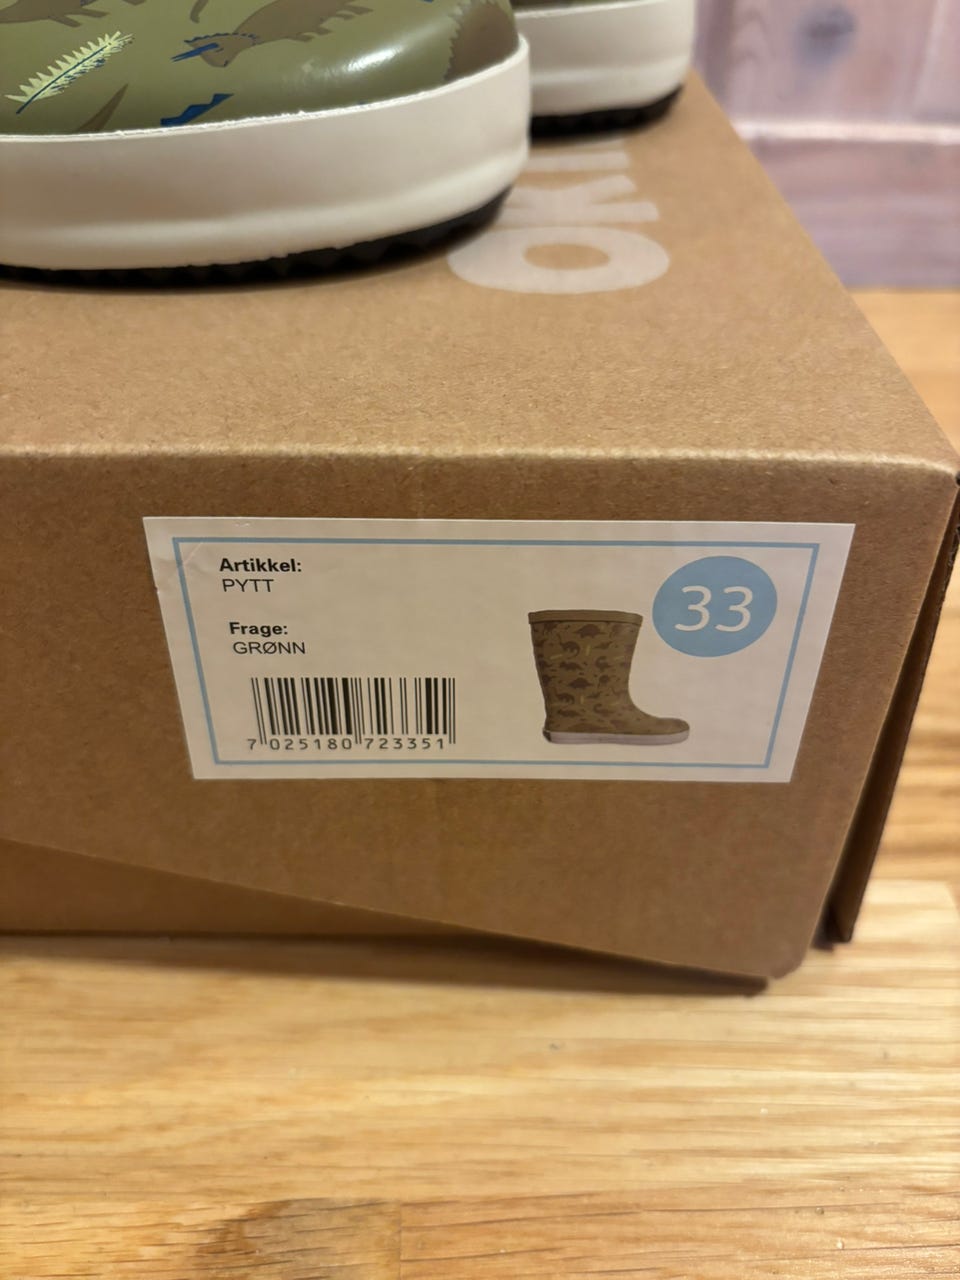 Artikkel:
PYTT
Frage:
GRØNN
33
7 025180 723351